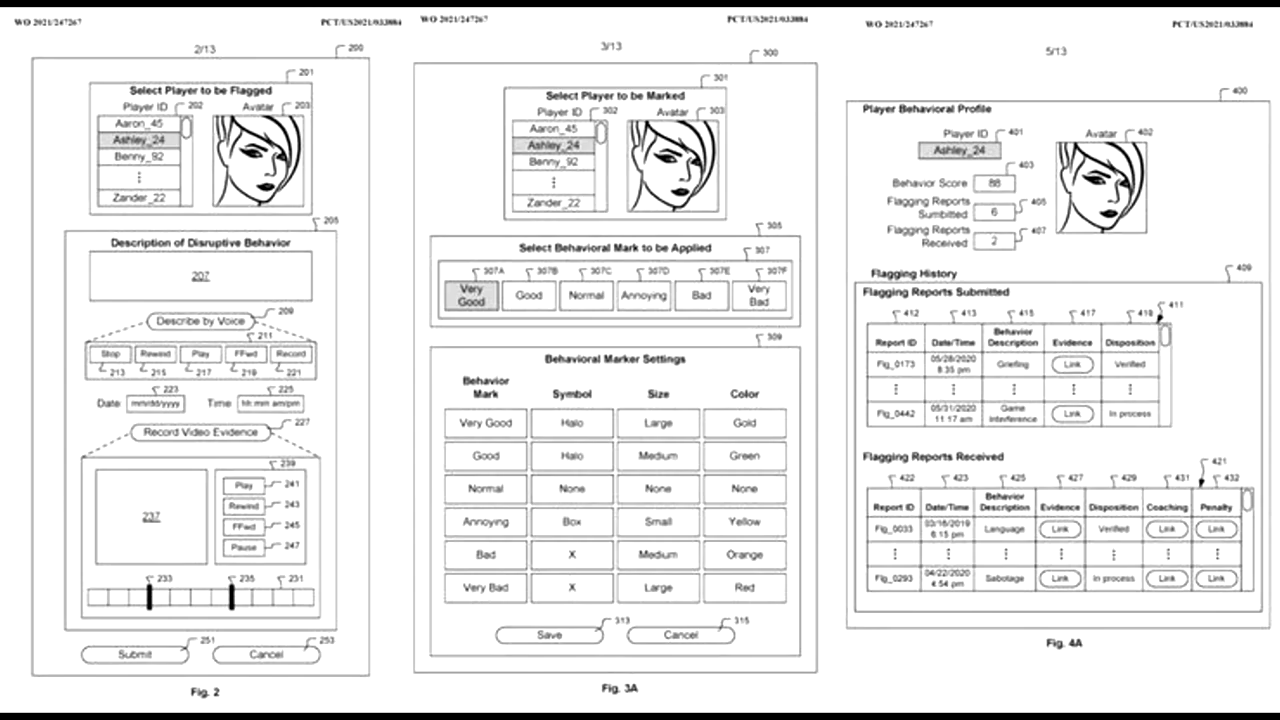 WO 2021/247267 PCT/US2021/033884
2/13
200
201
Select Player to be Flagged
Player ID 202 Avatar 203
Aaron_45
Ashley_24
Benny_92
Zander_22
205
Description of Disruptive Behavior
207
Describe by Voice 209
211
Stop Rewind Play FFwd Record
213 215 217 219 221
223 225
Date mm/dd/yyyy Time hh:mm am/pm
Record Video Evidence 227
237
239
Play 241
Rewind 243
FFwd 245
Pause 247
233 235 231
251 253
Submit Cancel
Fig. 2
WO 2021/247267 PCT/US2021/033884
3/13
300
301
Select Player to be Marked
Player ID 302 Avatar 303
Aaron_45
Ashley_24
Benny_92
Zander_22
305
Select Behavioral Mark to be Applied
307
307A 307B 307C 307D 307E 307F
Very Good Good Normal Annoying Bad Very Bad
309
Behavioral Marker Settings
Behavior Mark Symbol Size Color
Very Good Halo Large Gold
Good Halo Medium Green
Normal None None None
Annoying Box Small Yellow
Bad X Medium Orange
Very Bad X Large Red
313 315
Save Cancel
Fig. 3A
WO 2021/247267 PCT/US2021/033884
5/13
400
Player Behavioral Profile
Player ID 401 Avatar 402
Ashley_24
403
Behavior Score 88
Flagging Reports Sumbitted 6 405
Flagging Reports Received 2 407
409
Flagging History
Flagging Reports Submitted
411
412 413 415 417 419
Report ID Date/Time Behavior Description Evidence Disposition
Flg_0173 05/28/2020 8:35 pm Griefing Link Verified
Flg_0442 05/31/2020 11:17 am Game Interference Link In process
Flagging Reports Received
421
422 423 425 427 429 431 432
Report ID Date/Time Behavior Description Evidence Disposition Coaching Penalty
Flg_0033 03/16/2019 6:15 pm Language Link Verified Link Link
Flg_0293 04/22/2020 4:54 pm Sabotage Link In process Link Link
Fig. 4A